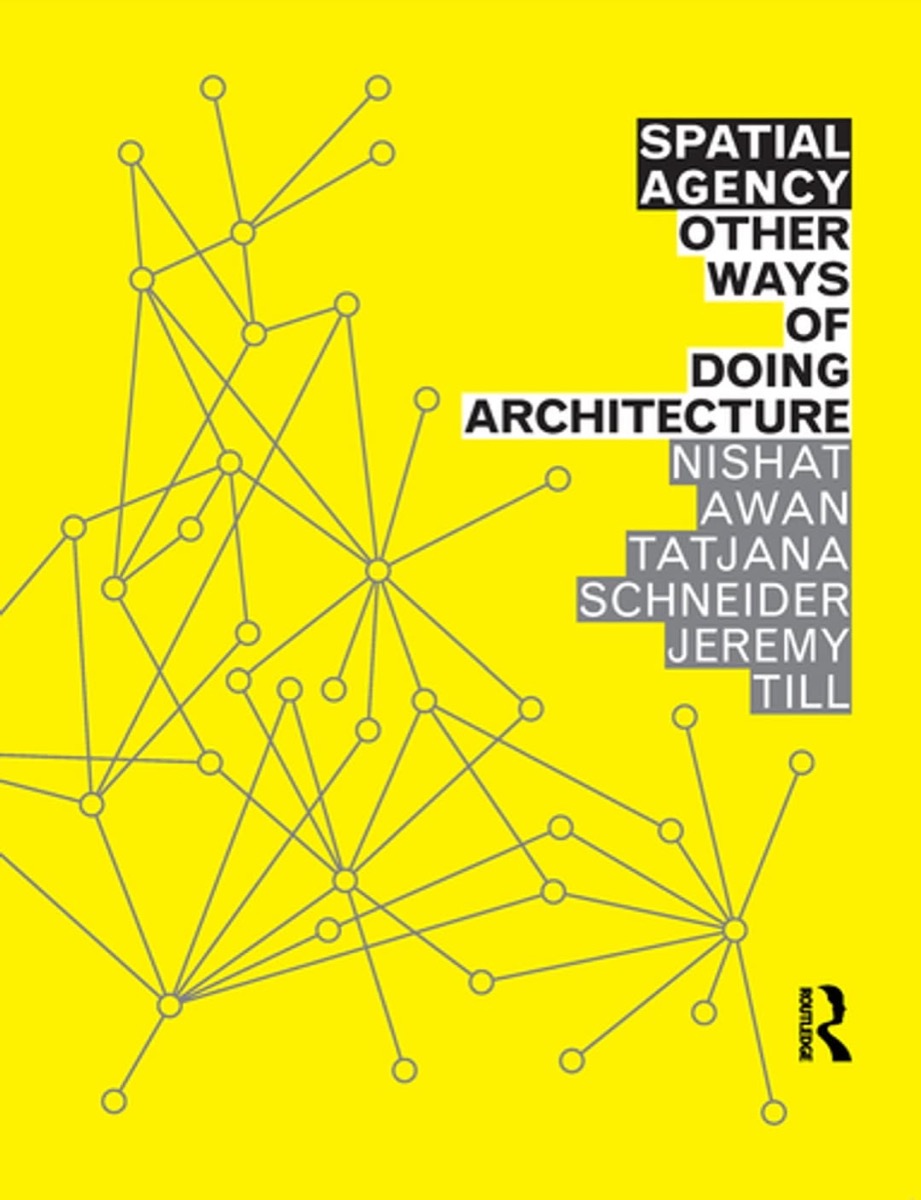 SPATIAL
AGENCY
OTHER
WAYS
OF
DOING
ARCHITECTURE
NISHAT
AWAN
TATJANA
SCHNEIDER
JEREMY
TILL
ROUTLEDGE